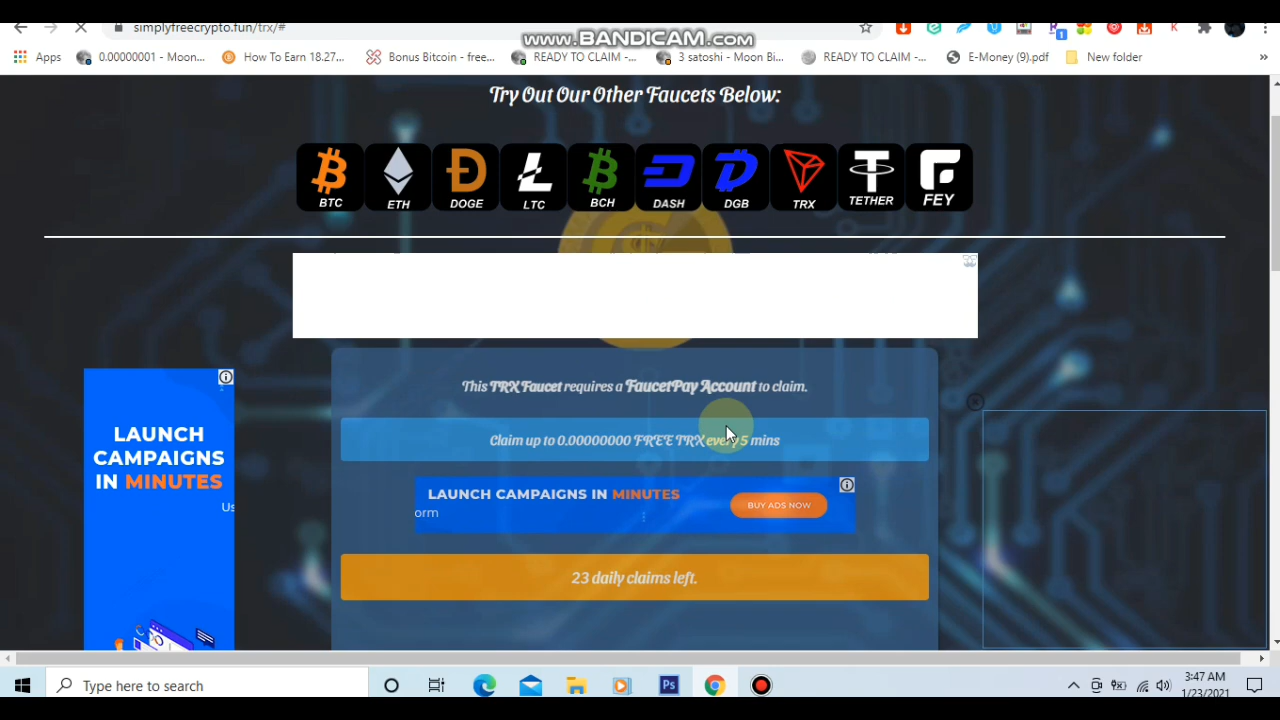 www.BANDICAM.com
simplyfreecrypto.fun/trx/#
Apps 0.00000001 - Moon... How To Earn 18.27... Bonus Bitcoin - free... READY TO CLAIM -... 3 satoshi - Moon Bi... READY TO CLAIM -... E-Money (9).pdf New folder »
Try Out Our Other Faucets Below:
BTC ETH DOGE LTC BCH DASH DGB TRX TETHER FEY
This TRX Faucet requires a FaucetPay Account to claim.
Claim up to 0.00000000 FREE TRX every 5 mins
LAUNCH CAMPAIGNS IN MINUTES
orm
BUY ADS NOW
23 daily claims left.
LAUNCH
CAMPAIGNS
IN MINUTES
Us
Type here to search
Ps
3:47 AM
1/23/2021